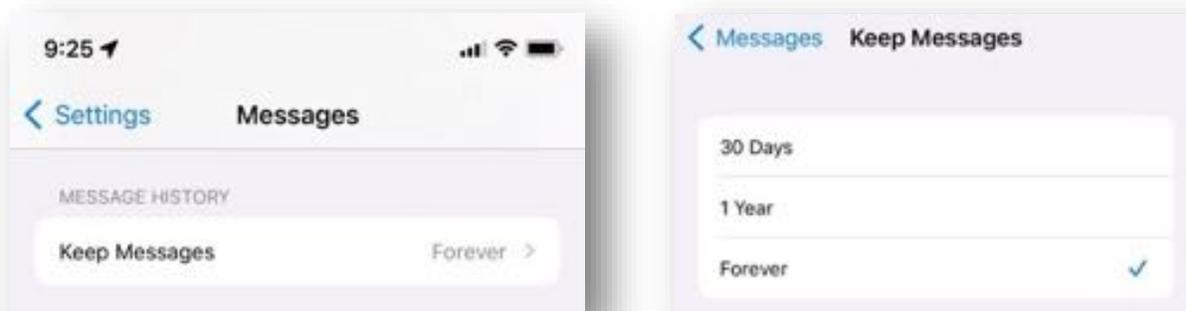 9:25
Settings
Messages
MESSAGE HISTORY
Keep Messages
Forever
Messages
Keep Messages
30 Days
1 Year
Forever